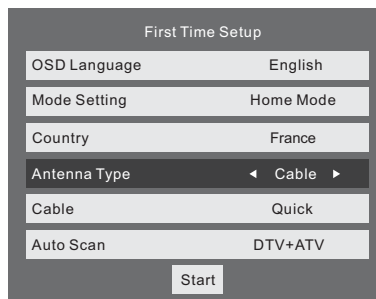 First Time Setup
OSD Language English
Mode Setting Home Mode
Country France
Antenna Type ◄ Cable ►
Cable Quick
Auto Scan DTV+ATV
Start